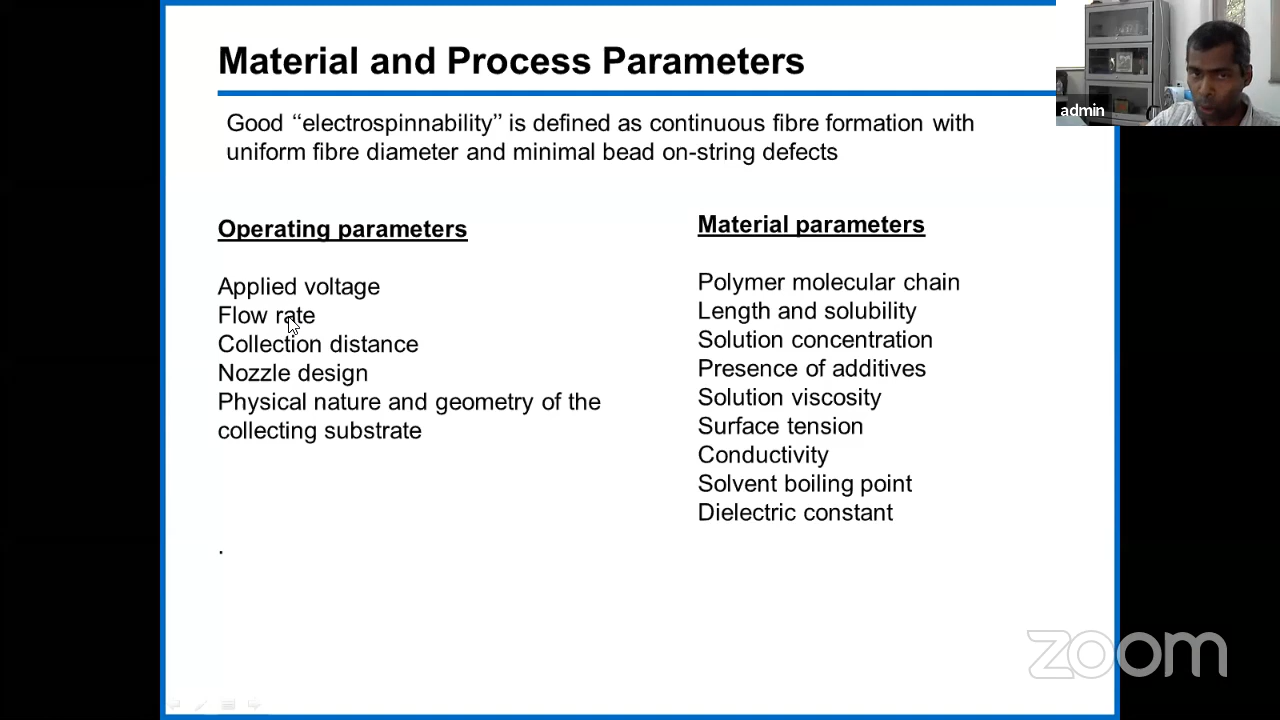 Material and Process Parameters
admin
Good ‘‘electrospinnability’’ is defined as continuous fibre formation with
uniform fibre diameter and minimal bead on-string defects
Operating parameters
Applied voltage
Flow rate
Collection distance
Nozzle design
Physical nature and geometry of the
collecting substrate
.
Material parameters
Polymer molecular chain
Length and solubility
Solution concentration
Presence of additives
Solution viscosity
Surface tension
Conductivity
Solvent boiling point
Dielectric constant
zoom